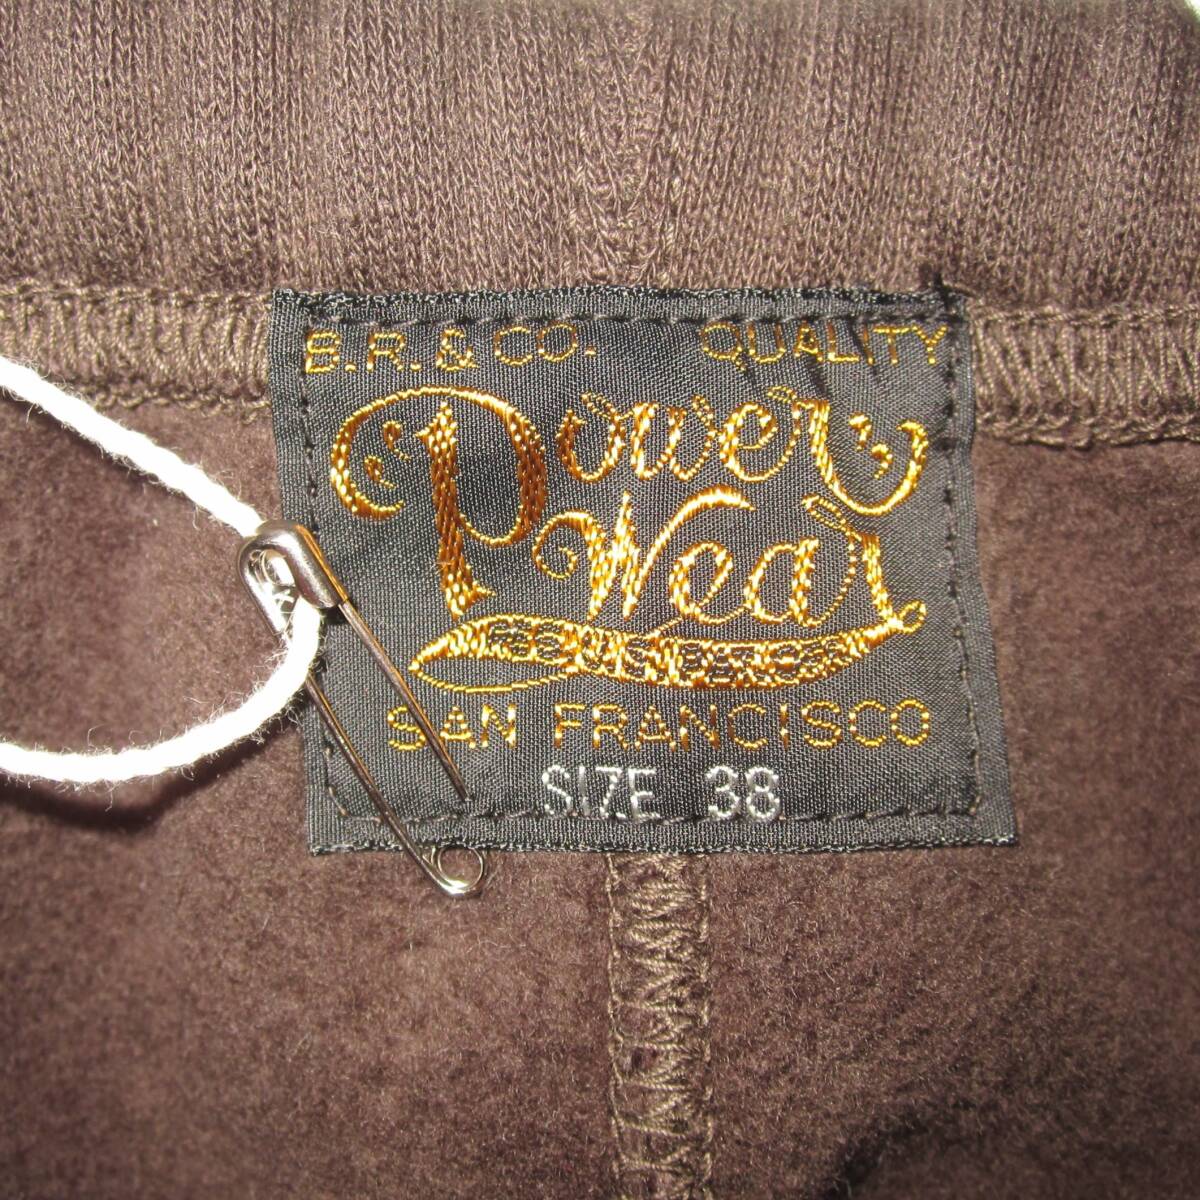 B.R. & CO. QUALITY
Power
Wear
SAN FRANCISCO
SIZE 38